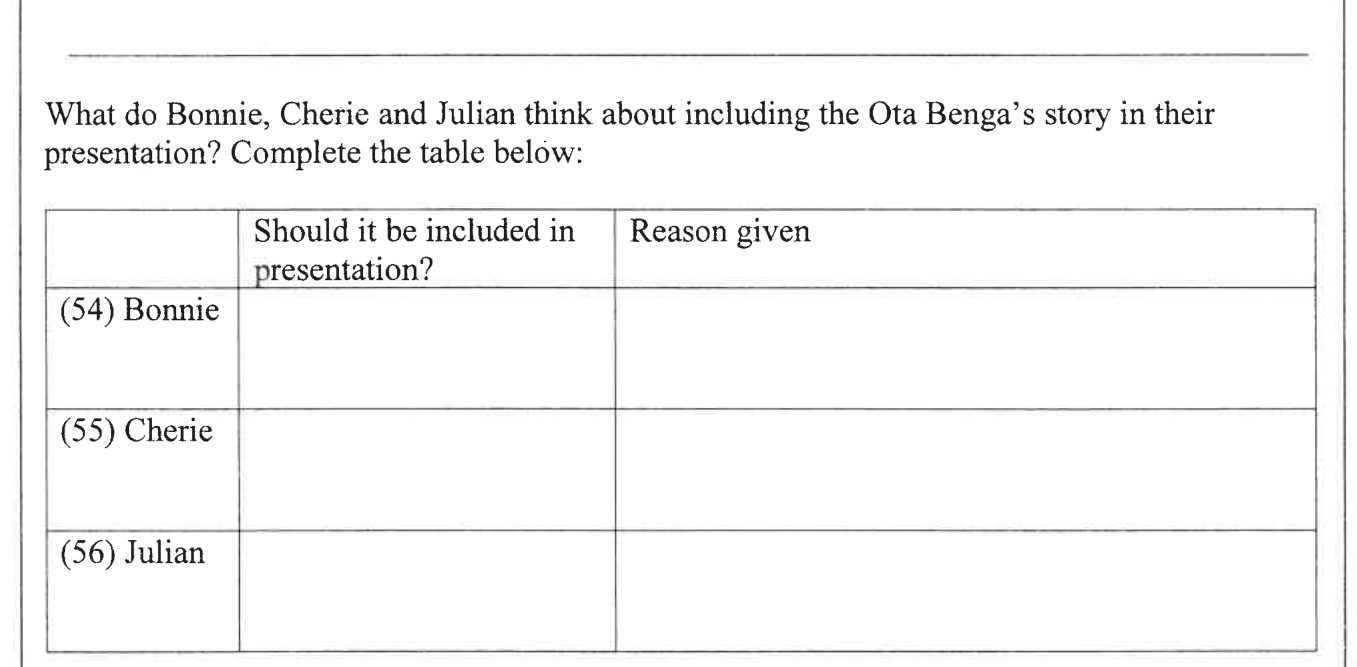 What do Bonnie, Cherie and Julian think about including the Ota Benga's story in their
presentation? Complete the table below:
Should it be included in
presentation?
Reason given
(54) Bonnie
(55) Cherie
(56) Julian